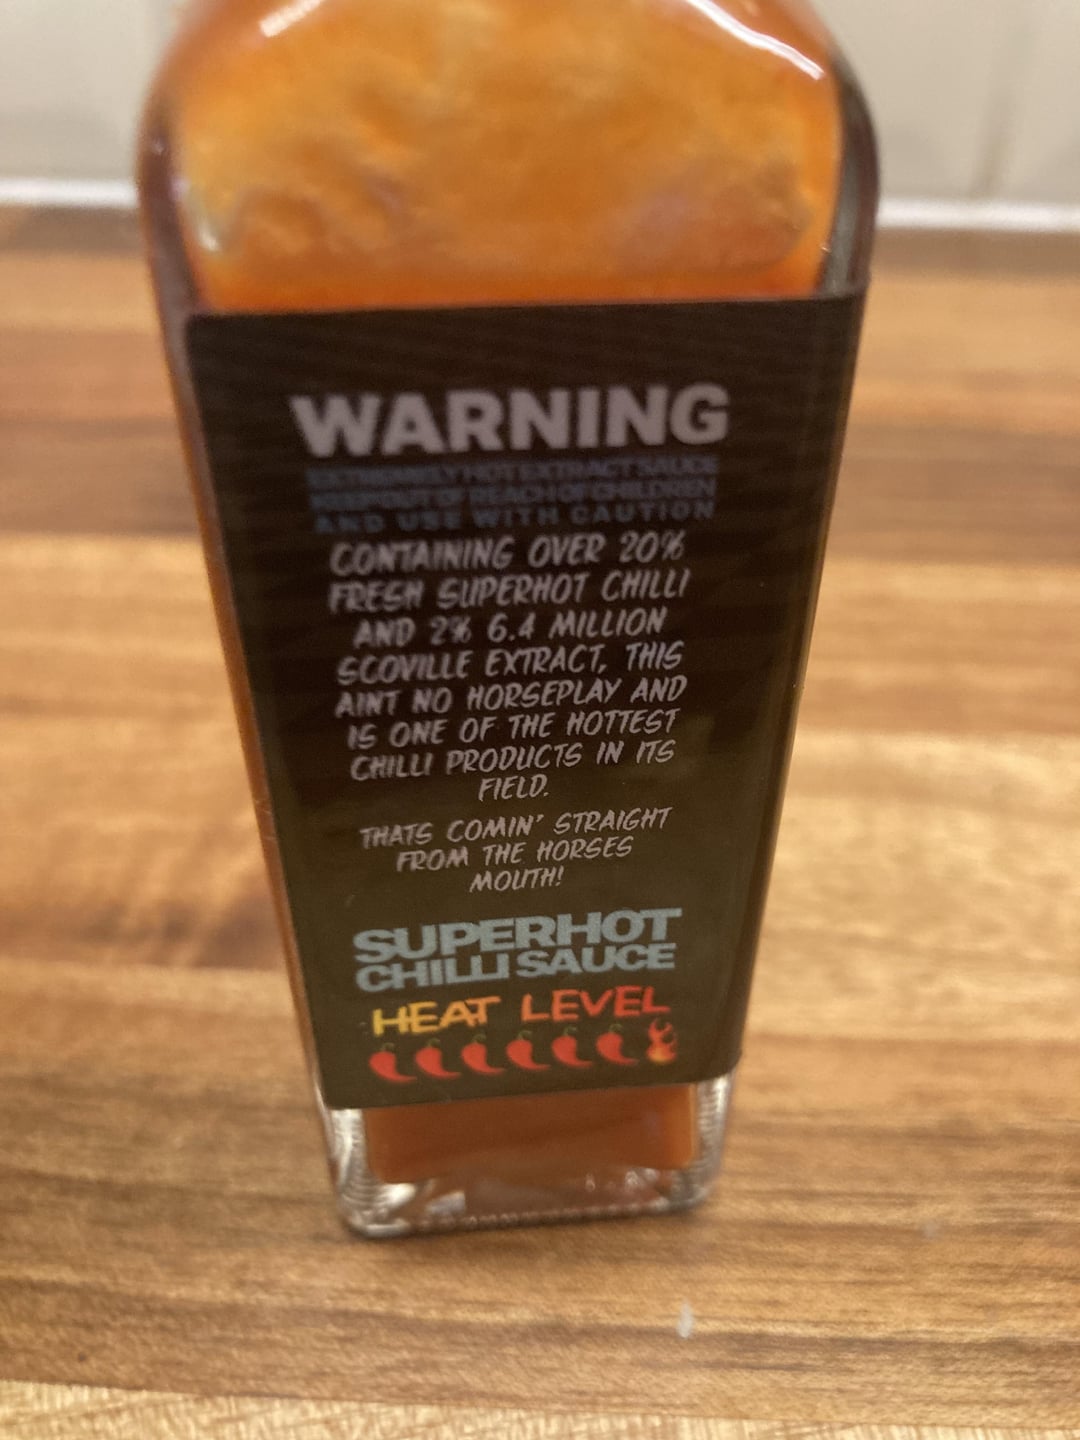 WARNING
EXTREMELY HOT EXTRACT SAUCE
KEEP OUT OF REACH OF CHILDREN
AND USE WITH CAUTION
CONTAINING OVER 20%
FRESH SUPERHOT CHILLI
AND 2% 6.4 MILLION
SCOVILLE EXTRACT, THIS
AINT NO HORSEPLAY AND
IS ONE OF THE HOTTEST
CHILLI PRODUCTS IN ITS
FIELD.
THATS COMIN' STRAIGHT
FROM THE HORSES
MOUTH!
SUPERHOT
CHILLI SAUCE
HEAT LEVEL